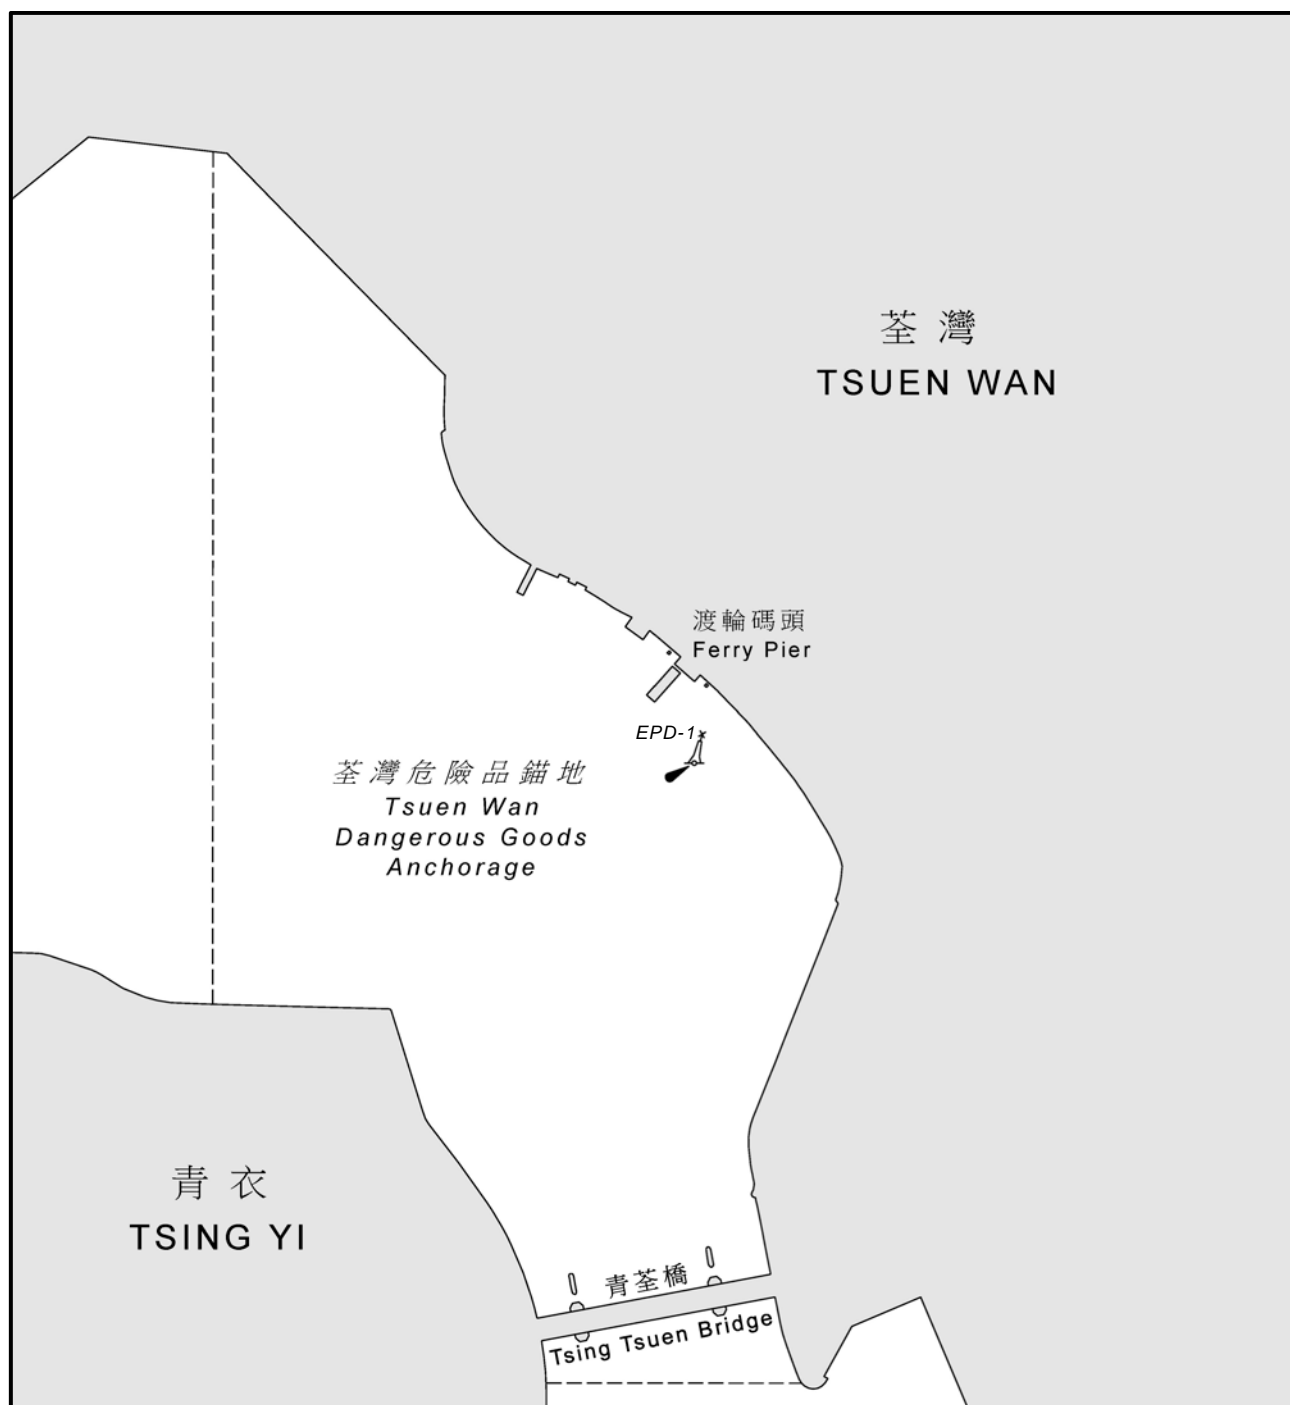 荃灣
TSUEN WAN
渡輪碼頭
Ferry Pier
EPD-1
荃灣危險品錨地
Tsuen Wan
Dangerous Goods
Anchorage
青衣
TSING YI
青荃橋
Tsing Tsuen Bridge